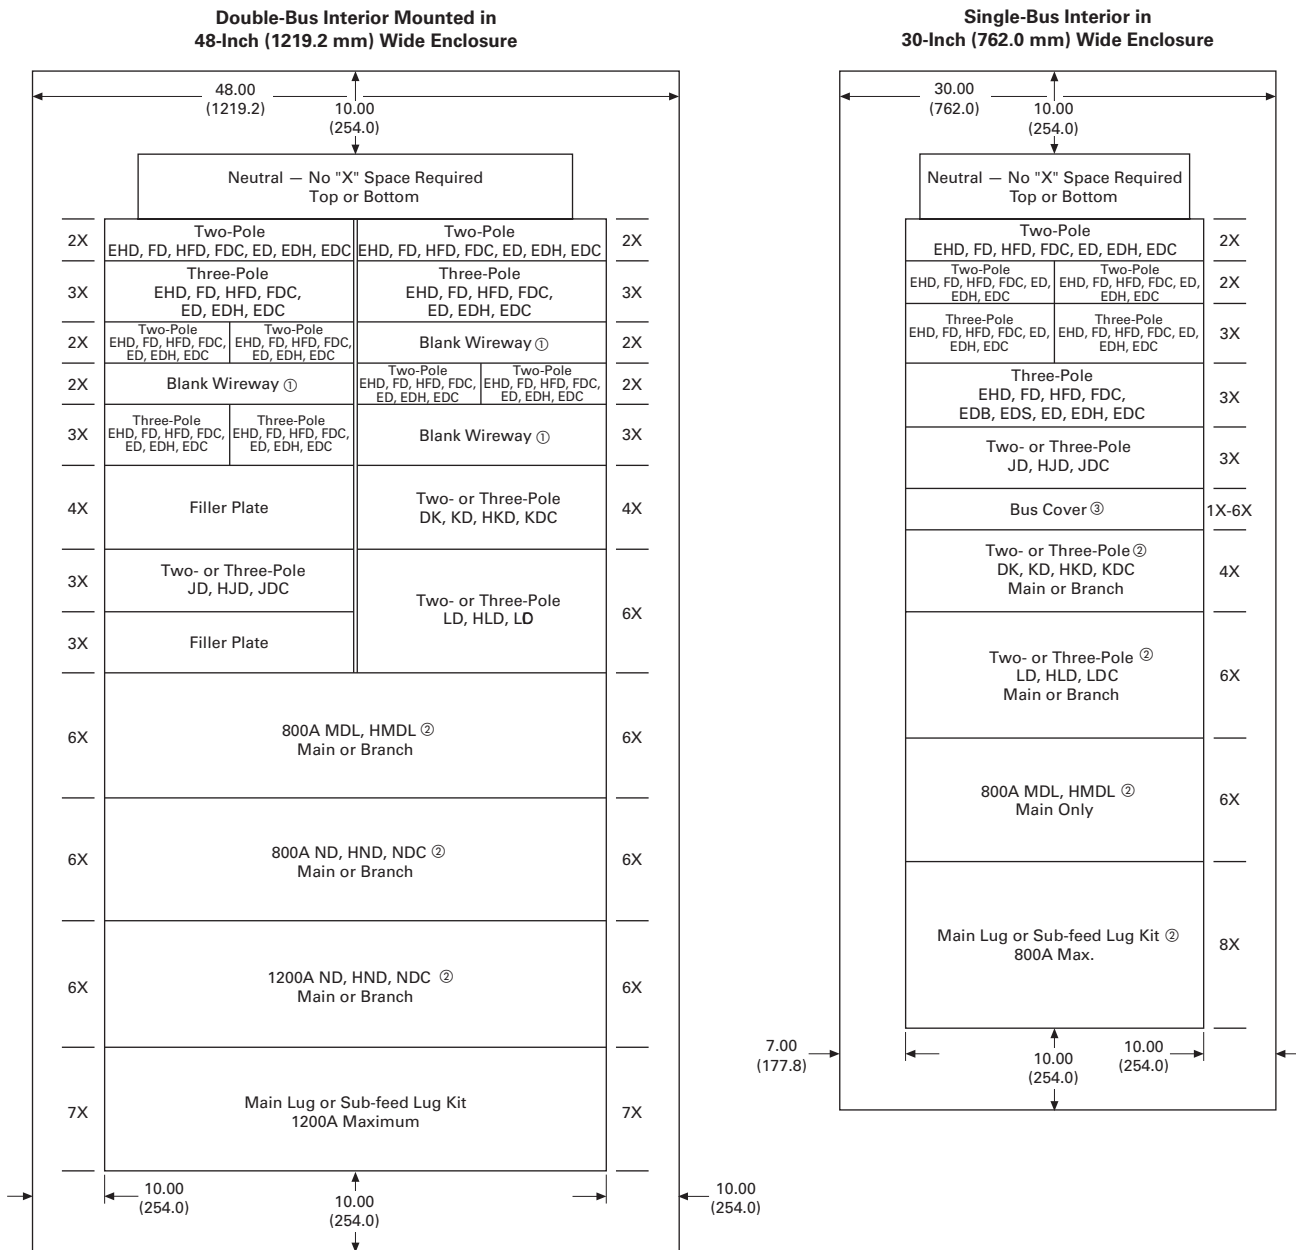 Double-Bus Interior Mounted in
48-Inch (1219.2 mm) Wide Enclosure
48.00
(1219.2)
10.00
(254.0)
Neutral — No "X" Space Required
Top or Bottom
2X
Two-Pole
EHD, FD, HFD, FDC, ED, EDH, EDC
Two-Pole
EHD, FD, HFD, FDC, ED, EDH, EDC
2X
3X
Three-Pole
EHD, FD, HFD, FDC,
ED, EDH, EDC
Three-Pole
EHD, FD, HFD, FDC,
ED, EDH, EDC
3X
2X
Two-Pole
EHD, FD, HFD, FDC,
ED, EDH, EDC
Two-Pole
EHD, FD, HFD, FDC,
ED, EDH, EDC
Blank Wireway ①
2X
2X
Blank Wireway ①
Two-Pole
EHD, FD, HFD, FDC,
ED, EDH, EDC
Two-Pole
EHD, FD, HFD, FDC,
ED, EDH, EDC
2X
3X
Three-Pole
EHD, FD, HFD, FDC,
ED, EDH, EDC
Three-Pole
EHD, FD, HFD, FDC,
ED, EDH, EDC
Blank Wireway ①
3X
4X
Filler Plate
Two- or Three-Pole
DK, KD, HKD, KDC
4X
3X
Two- or Three-Pole
JD, HJD, JDC
Two- or Three-Pole
LD, HLD,
6X
3X
Filler Plate
6X
800A MDL, HMDL ②
Main or Branch
6X
6X
800A ND, HND, NDC ②
Main or Branch
6X
6X
1200A ND, HND, NDC ②
Main or Branch
6X
7X
Main Lug or Sub-feed Lug Kit
1200A Maximum
7X
10.00
(254.0)
10.00
(254.0)
10.00
(254.0)
Single-Bus Interior in
30-Inch (762.0 mm) Wide Enclosure
30.00
(762.0)
10.00
(254.0)
Neutral — No "X" Space Required
Top or Bottom
Two-Pole
EHD, FD, HFD, FDC, ED, EDH, EDC
2X
Two-Pole
EHD, FD, HFD, FDC, ED,
EDH, EDC
Two-Pole
EHD, FD, HFD, FDC, ED,
EDH, EDC
2X
Three-Pole
EHD, FD, HFD, FDC, ED,
EDH, EDC
Three-Pole
EHD, FD, HFD, FDC, ED,
EDH, EDC
3X
Three-Pole
EHD, FD, HFD, FDC,
EDB, EDS, ED, EDH, EDC
3X
Two- or Three-Pole
JD, HJD, JDC
3X
Bus Cover ③
1X-6X
Two- or Three-Pole ②
DK, KD, HKD, KDC
Main or Branch
4X
Two- or Three-Pole ②
LD, HLD, LDC
Main or Branch
6X
800A MDL, HMDL ②
Main Only
6X
Main Lug or Sub-feed Lug Kit ②
800A Max.
8X
7.00
(177.8)
10.00
(254.0)
10.00
(254.0)